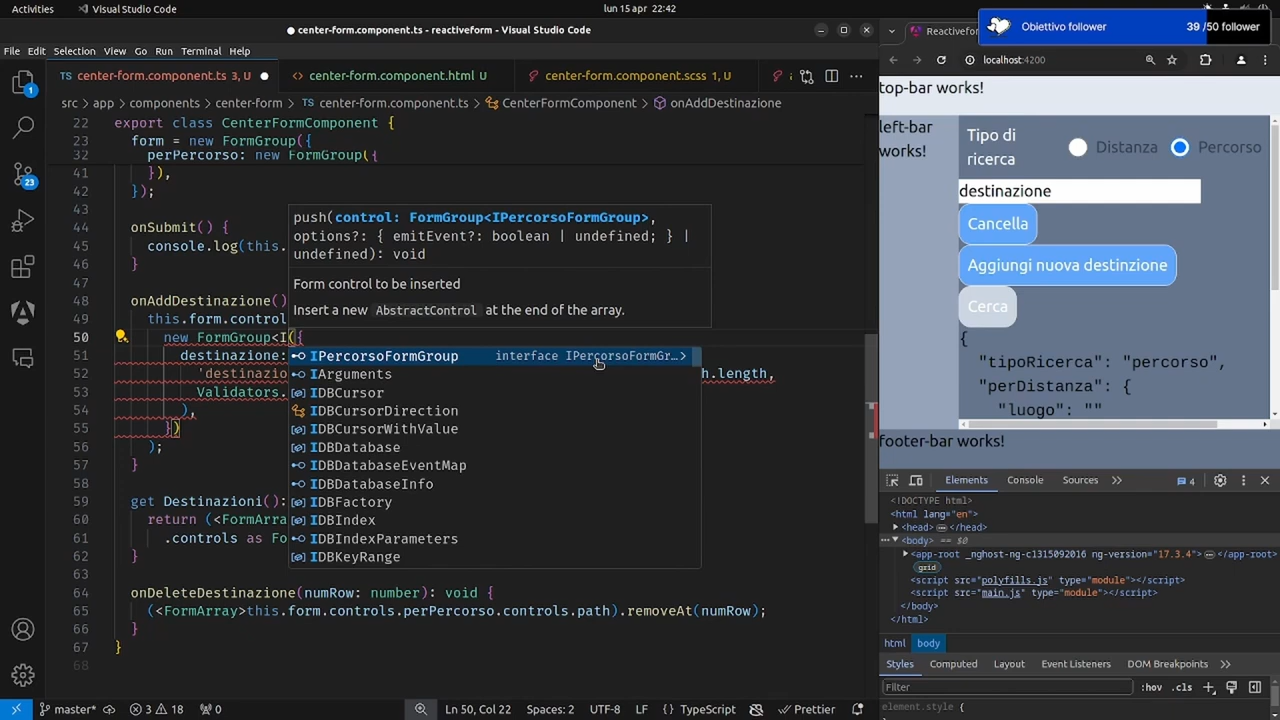 Activities
Visual Studio Code
lun 15 apr 22:42
center-form.component.ts - reactiveform - Visual Studio Code
File Edit Selection View Go Run Terminal Help
center-form.component.ts 3, U
center-form.component.html U
center-form.component.scss 1, U
src > app > components > center-form > center-form.component.ts > CenterFormComponent > onAddDestinazione
22 export class CenterFormComponent {
23 form = new FormGroup({
32 perPercorso: new FormGroup({
41 }),
42 });
43
44 onSubmit() {
45 console.log(this.
46 }
47
48 onAddDestinazione()
49 this.form.control
50 new FormGroup<I({
51 destinazione:
52 'destinazio h.length,
53 Validators.
54 ),
55 })
56 );
57 }
58
59 get Destinazioni():
60 return (<FormArra
61 .controls as Fo
62 }
63
64 onDeleteDestinazione(numRow: number): void {
65 (<FormArray>this.form.controls.perPercorso.controls.path).removeAt(numRow);
66 }
67 }
68
push(control: FormGroup<IPercorsoFormGroup>,
options?: { emitEvent?: boolean | undefined; } |
undefined): void
Form control to be inserted
Insert a new AbstractControl at the end of the array.
IPercorsoFormGroup interface IPercorsoFormGr…
IArguments
IDBCursor
IDBCursorDirection
IDBCursorWithValue
IDBDatabase
IDBDatabaseEventMap
IDBDatabaseInfo
IDBFactory
IDBIndex
IDBIndexParameters
IDBKeyRange
1
23
master* 3 18 0
Ln 50, Col 22 Spaces: 2 UTF-8 LF {} TypeScript Prettier
Obiettivo follower 39 /50 follower
Reactivefor
localhost:4200
top-bar works!
left-bar
works!
Tipo di
ricerca
Distanza
Percorso
destinazione
Cancella
Aggiungi nuova destinzione
Cerca
{
"tipoRicerca": "percorso",
"perDistanza": {
"luogo": ""
footer-bar works!
Elements Console Sources 4
<!DOCTYPE html>
<html lang="en">
<head> </head>
<body> == $0
<app-root _nghost-ng-c1315092016 ng-version="17.3.4"> </app-root>
grid
<script src="polyfills.js" type="module"></script>
<script src="main.js" type="module"></script>
</body>
</html>
html body
Styles Computed Layout Event Listeners DOM Breakpoints
Filter :hov .cls
element.style {